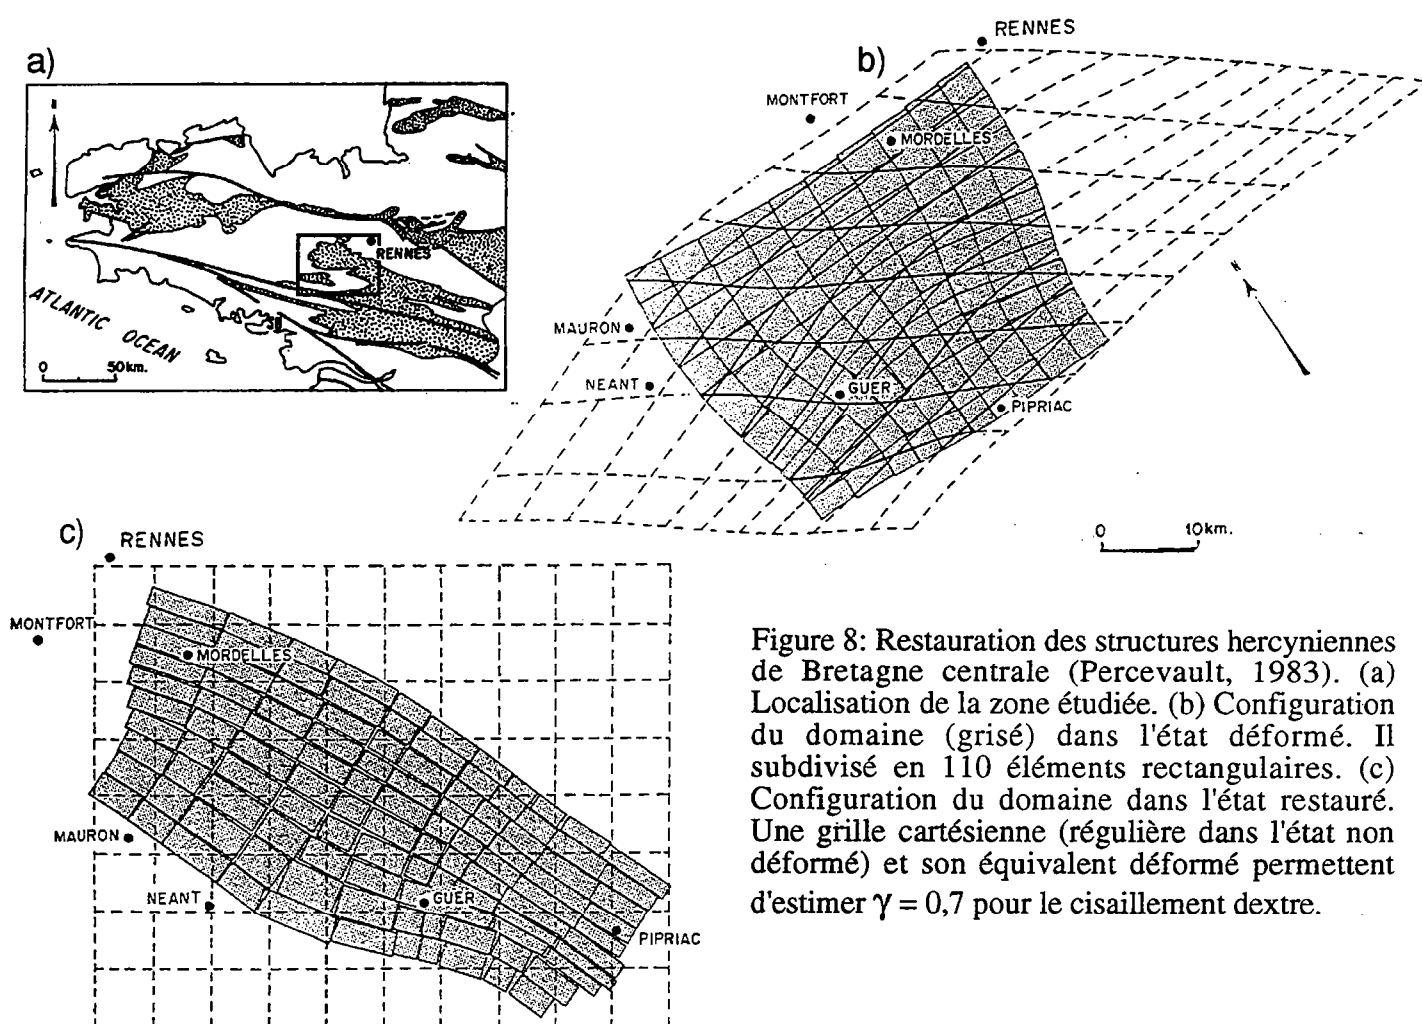 a)
RENNES
ATLANTIC OCEAN
0 50km.
b)
RENNES
MONTFORT
MORDELLES
MAURON
NEANT
GUER
PIPRIAC
N
0 10km.
c)
RENNES
MONTFORT
MORDELLES
MAURON
NEANT
GUER
PIPRIAC
Figure 8: Restauration des structures hercyniennes
de Bretagne centrale (Percevault, 1983). (a)
Localisation de la zone étudiée. (b) Configuration
du domaine (grisé) dans l'état déformé. Il
subdivisé en 110 éléments rectangulaires. (c)
Configuration du domaine dans l'état restauré.
Une grille cartésienne (régulière dans l'état non
déformé) et son équivalent déformé permettent
d'estimer γ = 0,7 pour le cisaillement dextre.